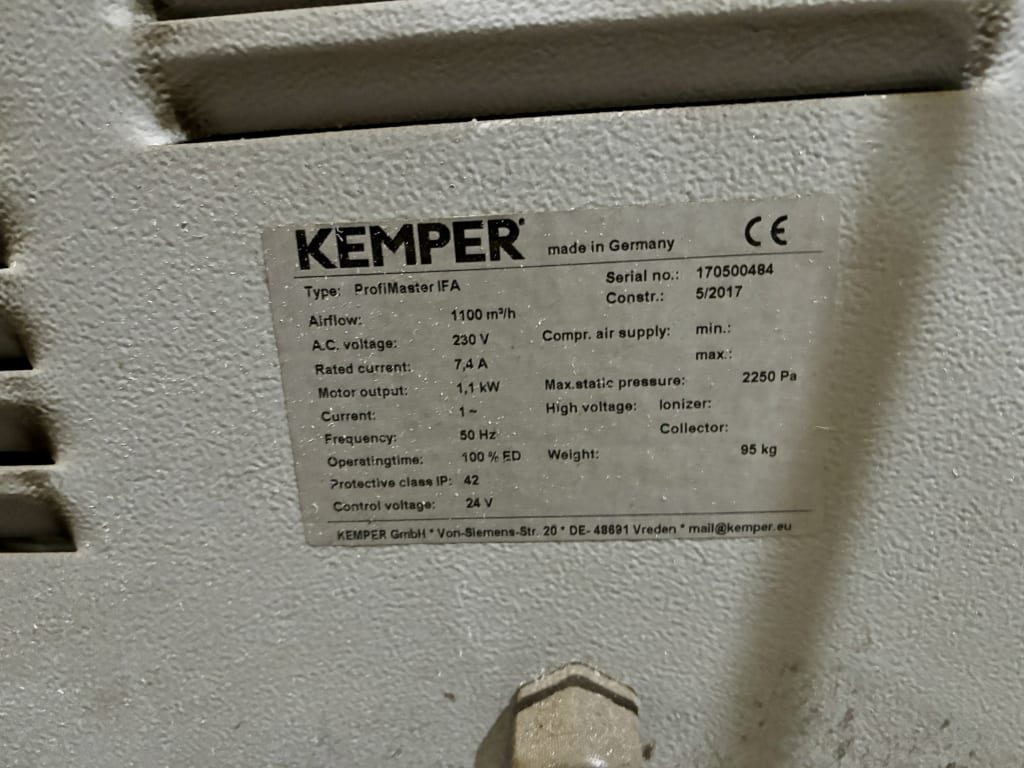 KEMPER made in Germany CE
Type: ProfiMaster IFA Serial no.: 170500484
Constr.: 5/2017
Airflow: 1100 m³/h
A.C. voltage: 230 V Compr. air supply: min.:
max.:
Rated current: 7,4 A
Motor output: 1,1 kW Max.static pressure: 2250 Pa
Current: 1~ High voltage: Ionizer:
Collector:
Frequency: 50 Hz
Operatingtime: 100 % ED Weight: 95 kg
Protective class IP: 42
Control voltage: 24 V
KEMPER GmbH * Von-Siemens-Str. 20 * DE- 48691 Vreden * mail@kemper.eu